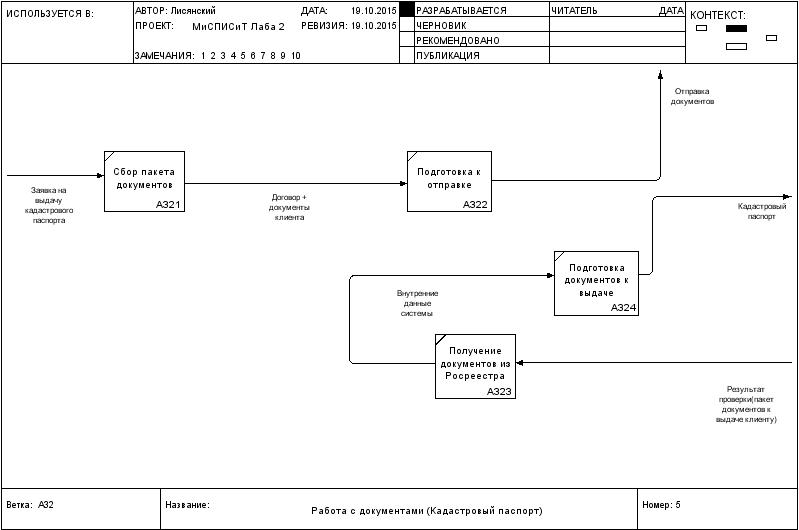 ИСПОЛЬЗУЕТСЯ В:
АВТОР: Лисянский
ДАТА: 19.10.2015
ПРОЕКТ: МиСПИСиТ Лаба 2
РЕВИЗИЯ: 19.10.2015
ЗАМЕЧАНИЯ: 1 2 3 4 5 6 7 8 9 10
РАЗРАБАТЫВАЕТСЯ
ЧЕРНОВИК
РЕКОМЕНДОВАНО
ПУБЛИКАЦИЯ
ЧИТАТЕЛЬ
ДАТА
КОНТЕКСТ:
Отправка
документов
Сбор пакета
документов
A321
Подготовка к
отправке
A322
Заявка на
выдачу
кадастрового
паспорта
Договор +
документы
клиента
Кадастровый
паспорт
Подготовка
документов к
выдаче
A324
Внутренние
данные
системы
Получение
документов из
Росреестра
A323
Результат
проверки(пакет
документов к
выдаче клиенту)
Ветка: A32
Название:
Работа с документами (Кадастровый паспорт)
Номер: 5